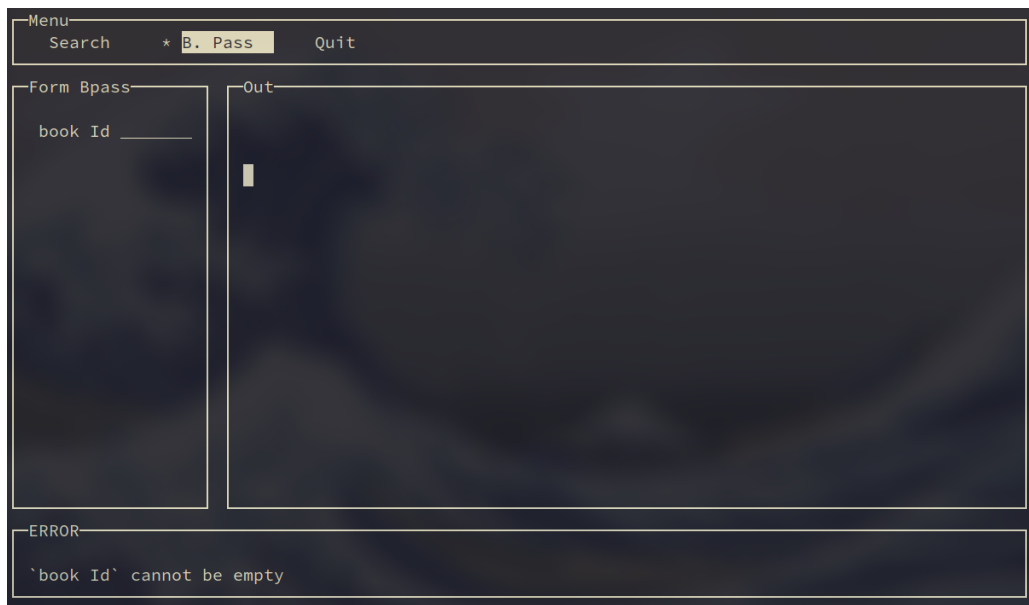 Menu
Search * B. Pass Quit
Form Bpass
book Id _______
Out
ERROR
`book Id` cannot be empty